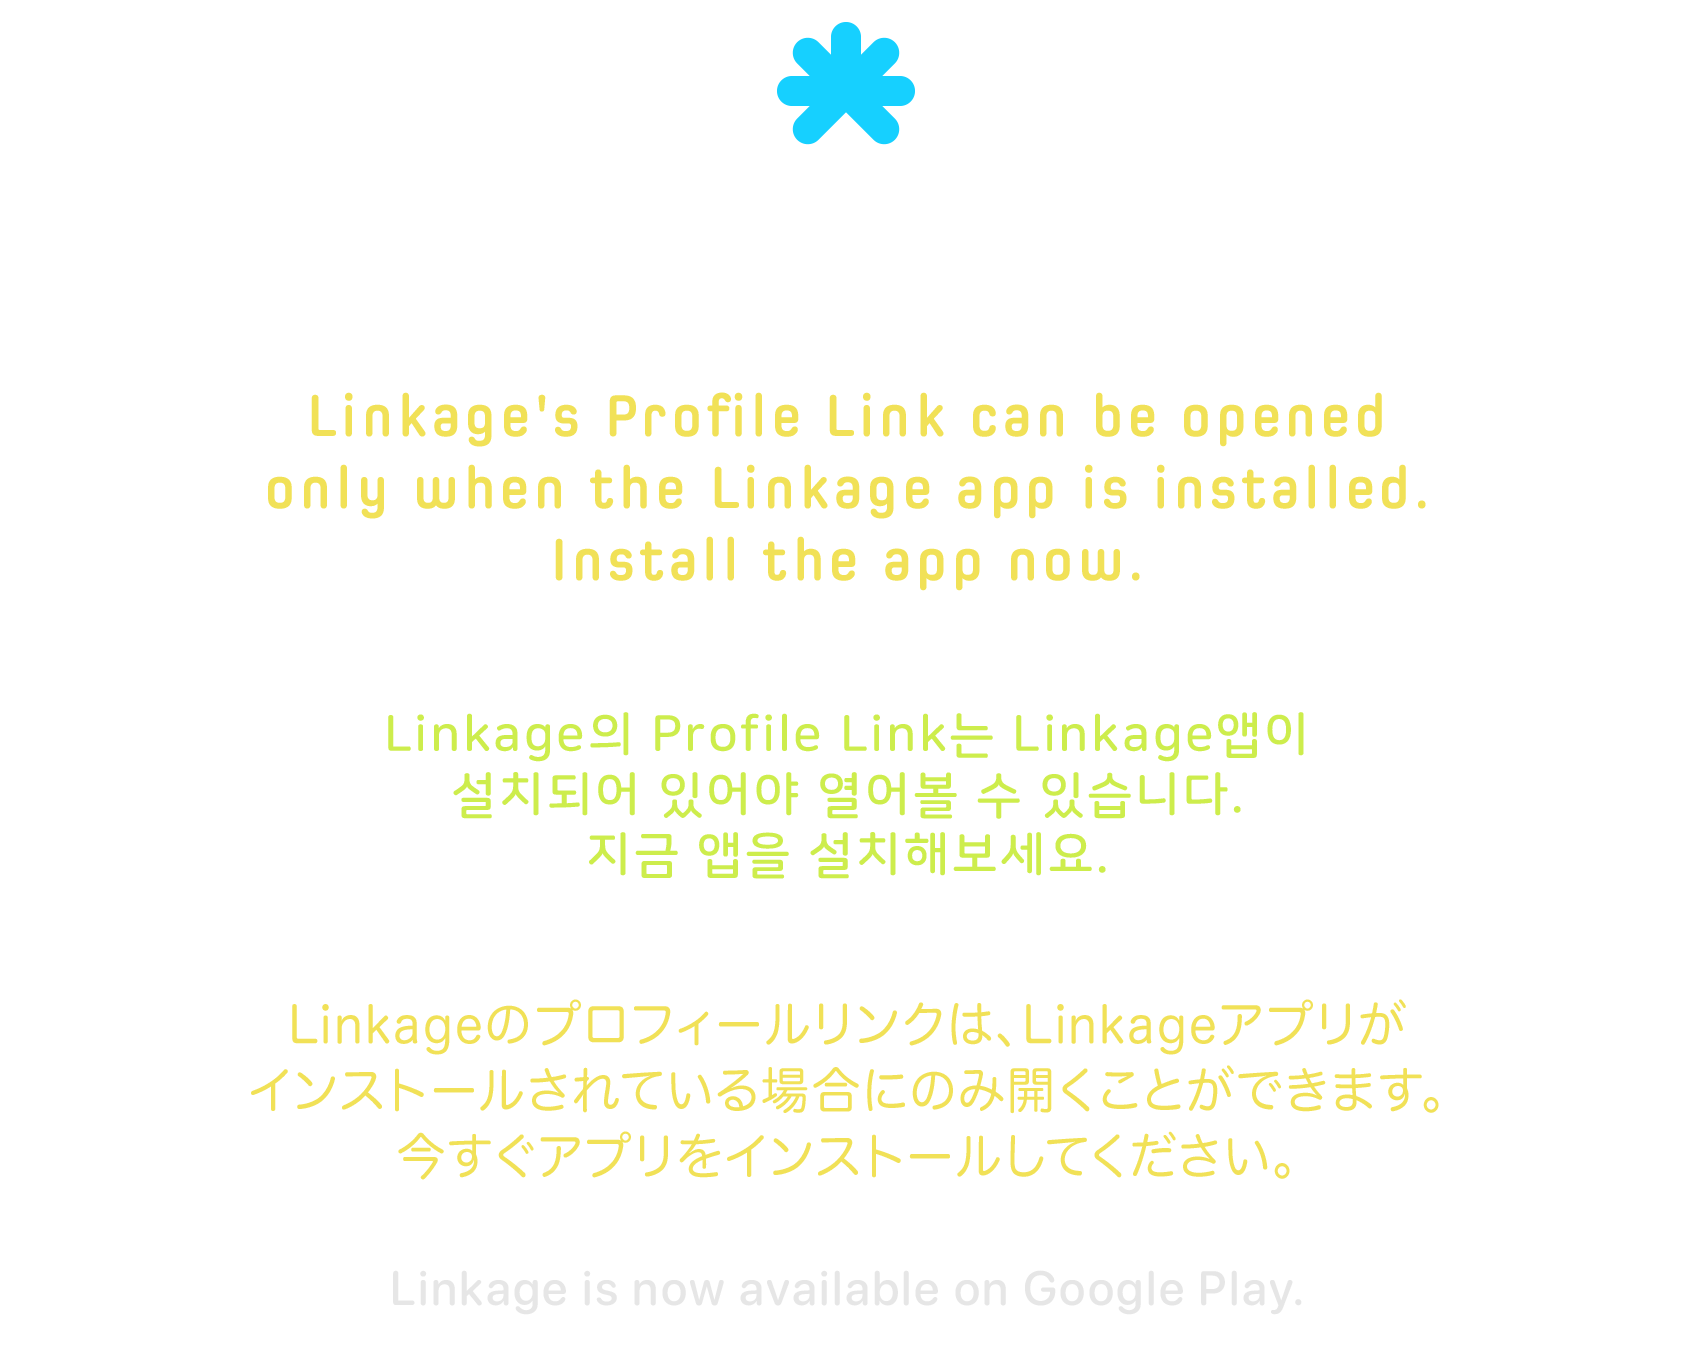 Linkage's Profile Link can be opened
only when the Linkage app is installed.
Install the app now.
Linkage의 Profile Link는 Linkage앱이
설치되어 있어야 열어볼 수 있습니다.
지금 앱을 설치해보세요.
Linkageのプロフィールリンクは、Linkageアプリが
インストールされている場合にのみ開くことができます。
今すぐアプリをインストールしてください。
Linkage is now available on Google Play.